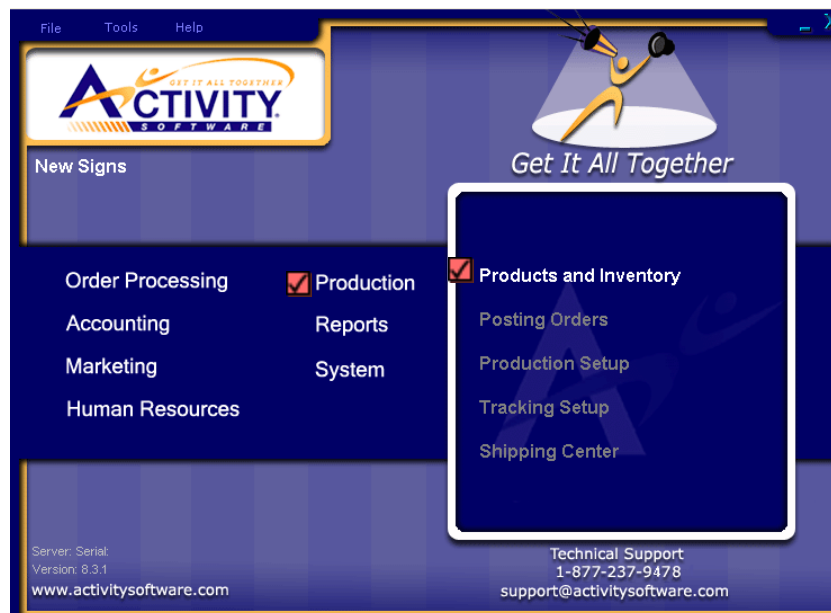 File Tools Help
GET IT ALL TOGETHER
ACTIVITY
SOFTWARE
New Signs
Get It All Together
Order Processing
Accounting
Marketing
Human Resources
Production
Reports
System
Products and Inventory
Posting Orders
Production Setup
Tracking Setup
Shipping Center
Server: Serial:
Version: 8.3.1
www.activitysoftware.com
Technical Support
1-877-237-9478
support@activitysoftware.com